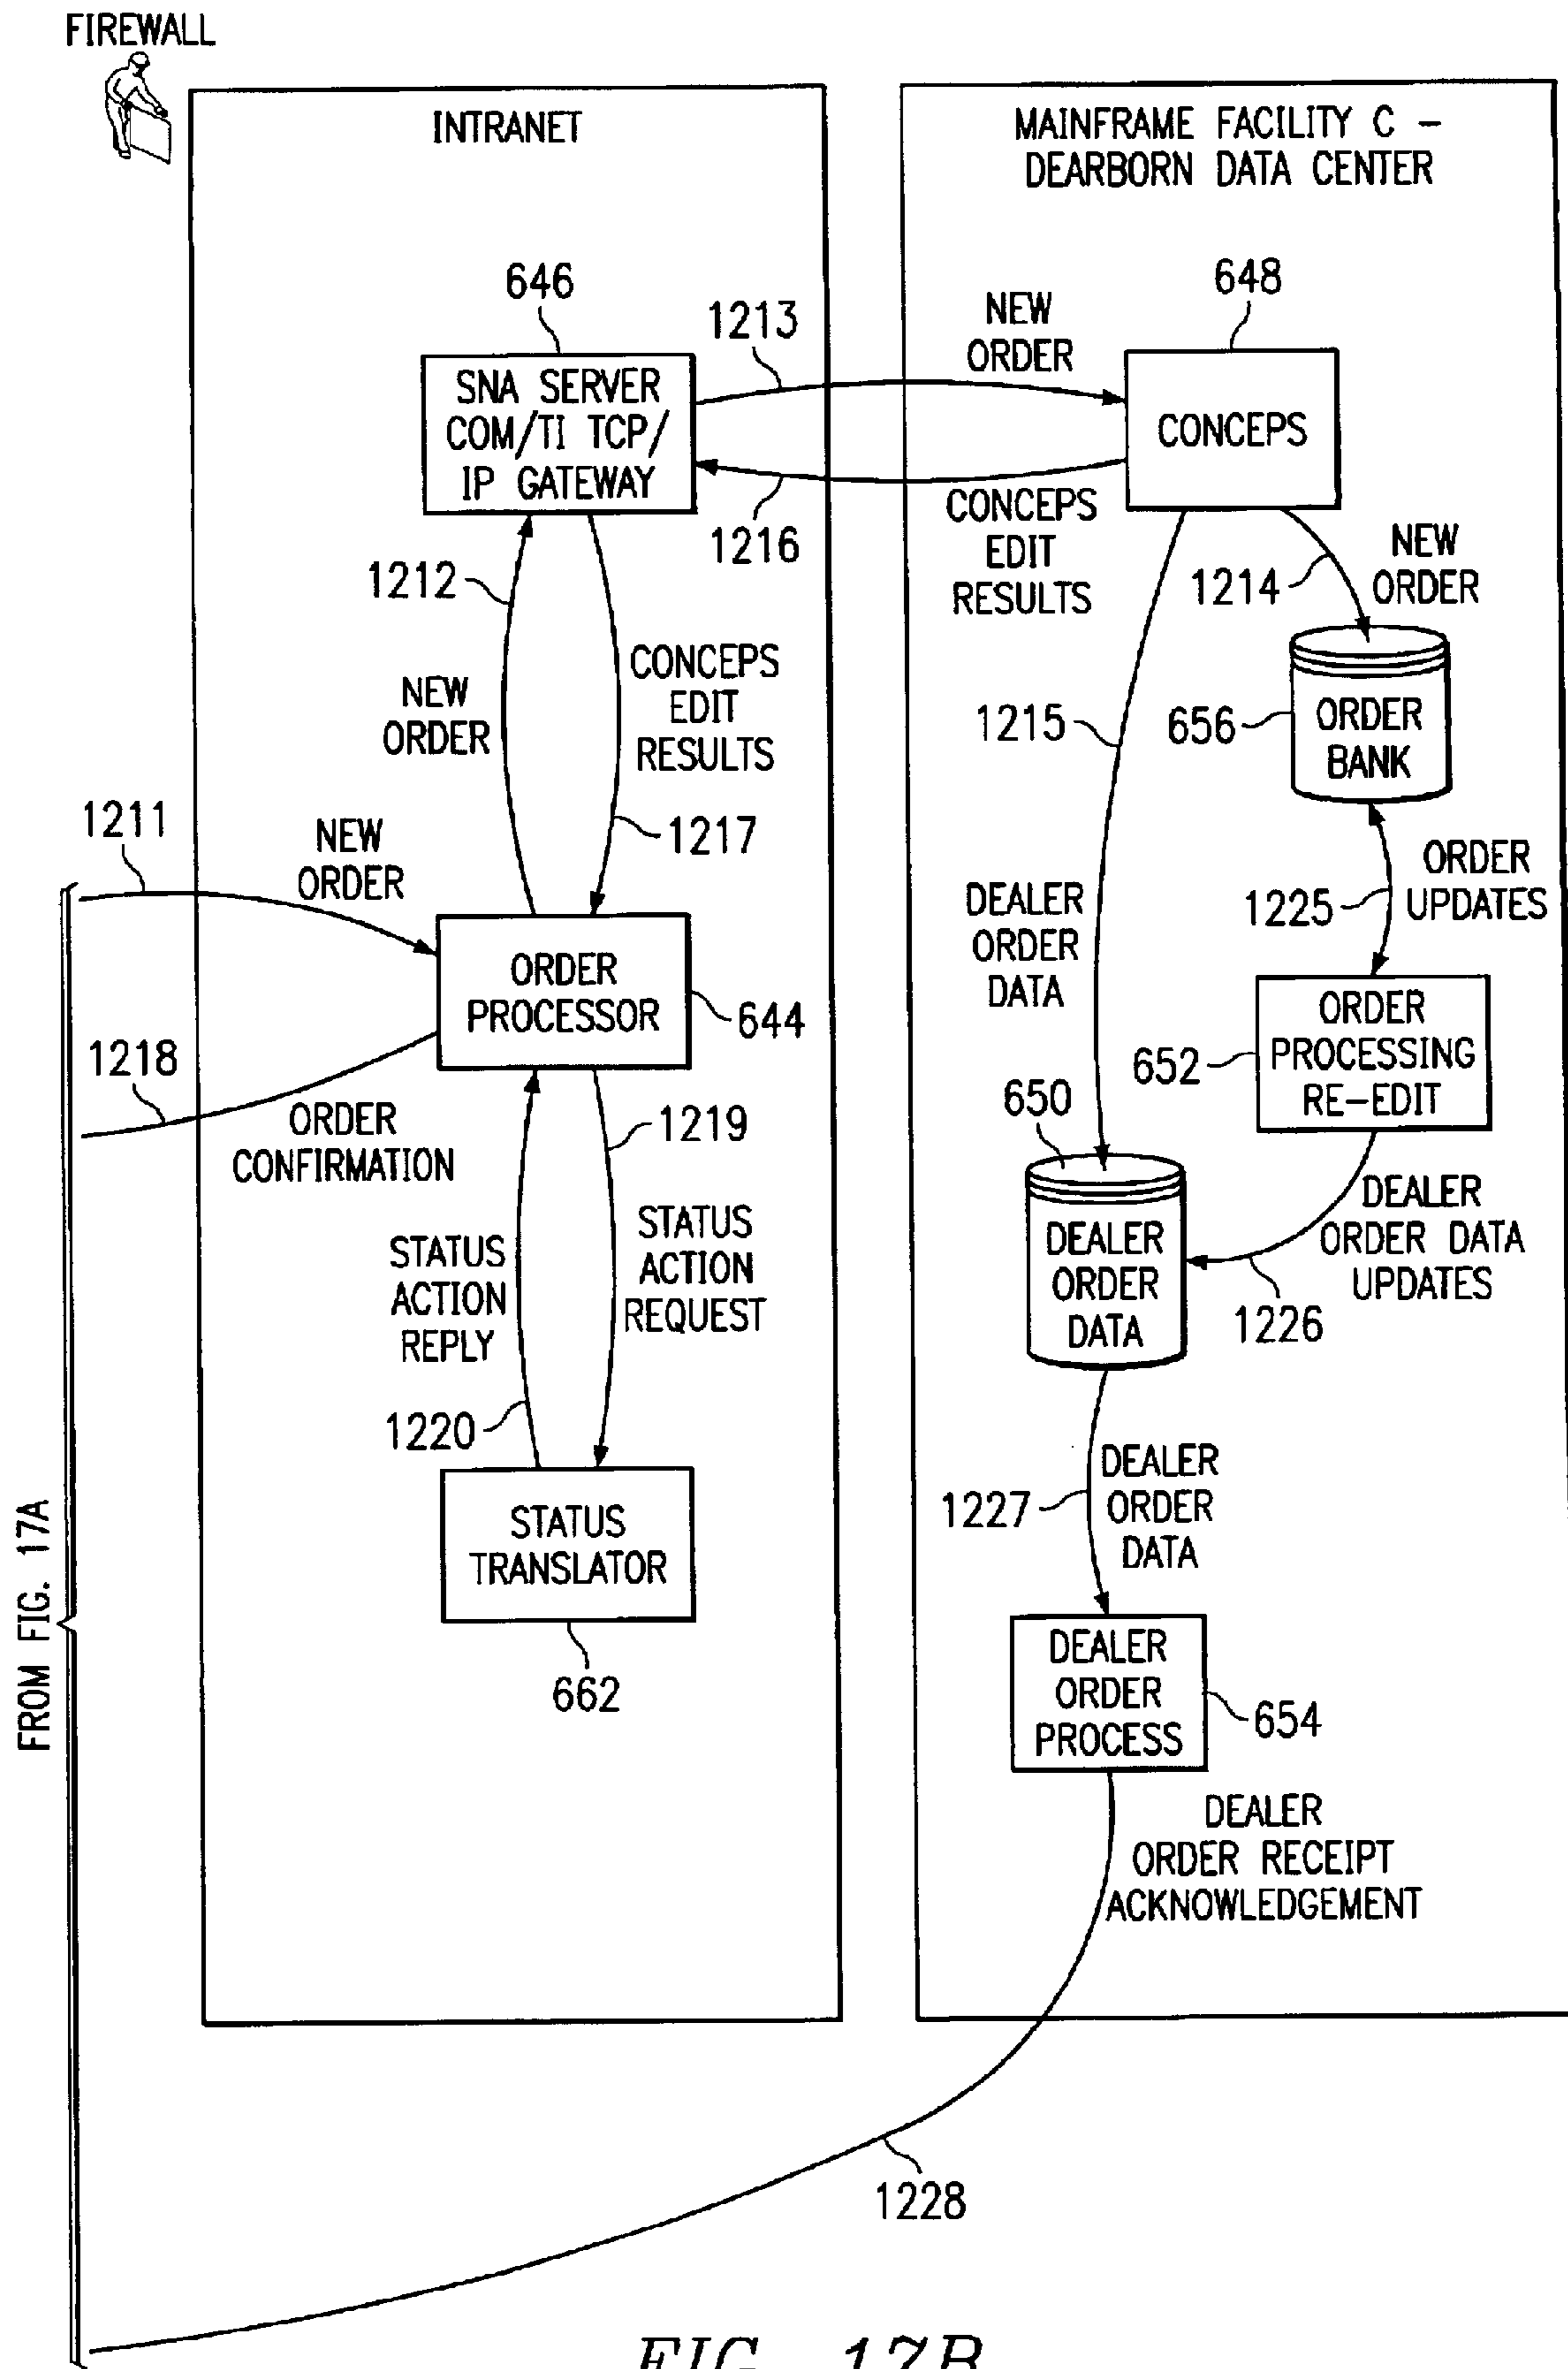 FIREWALL
INTRANET
MAINFRAME FACILITY C –
DEARBORN DATA CENTER
646
1213
NEW
ORDER
648
SNA SERVER
COM/TI TCP/
IP GATEWAY
CONCEPS
1216
CONCEPS
EDIT
RESULTS
1212
1214
NEW
ORDER
NEW
ORDER
CONCEPS
EDIT
RESULTS
1215
656
ORDER
BANK
1217
1211
NEW
ORDER
ORDER
UPDATES
1225
DEALER
ORDER
DATA
ORDER
PROCESSOR
644
ORDER
PROCESSING
RE-EDIT
652
1218
ORDER
CONFIRMATION
1219
650
DEALER
ORDER DATA
UPDATES
1226
STATUS
ACTION
REPLY
STATUS
ACTION
REQUEST
DEALER
ORDER
DATA
1220
1227
DEALER
ORDER
DATA
STATUS
TRANSLATOR
662
FROM FIG. 17A
DEALER
ORDER
PROCESS
654
DEALER
ORDER RECEIPT
ACKNOWLEDGEMENT
1228
FIG. 17B